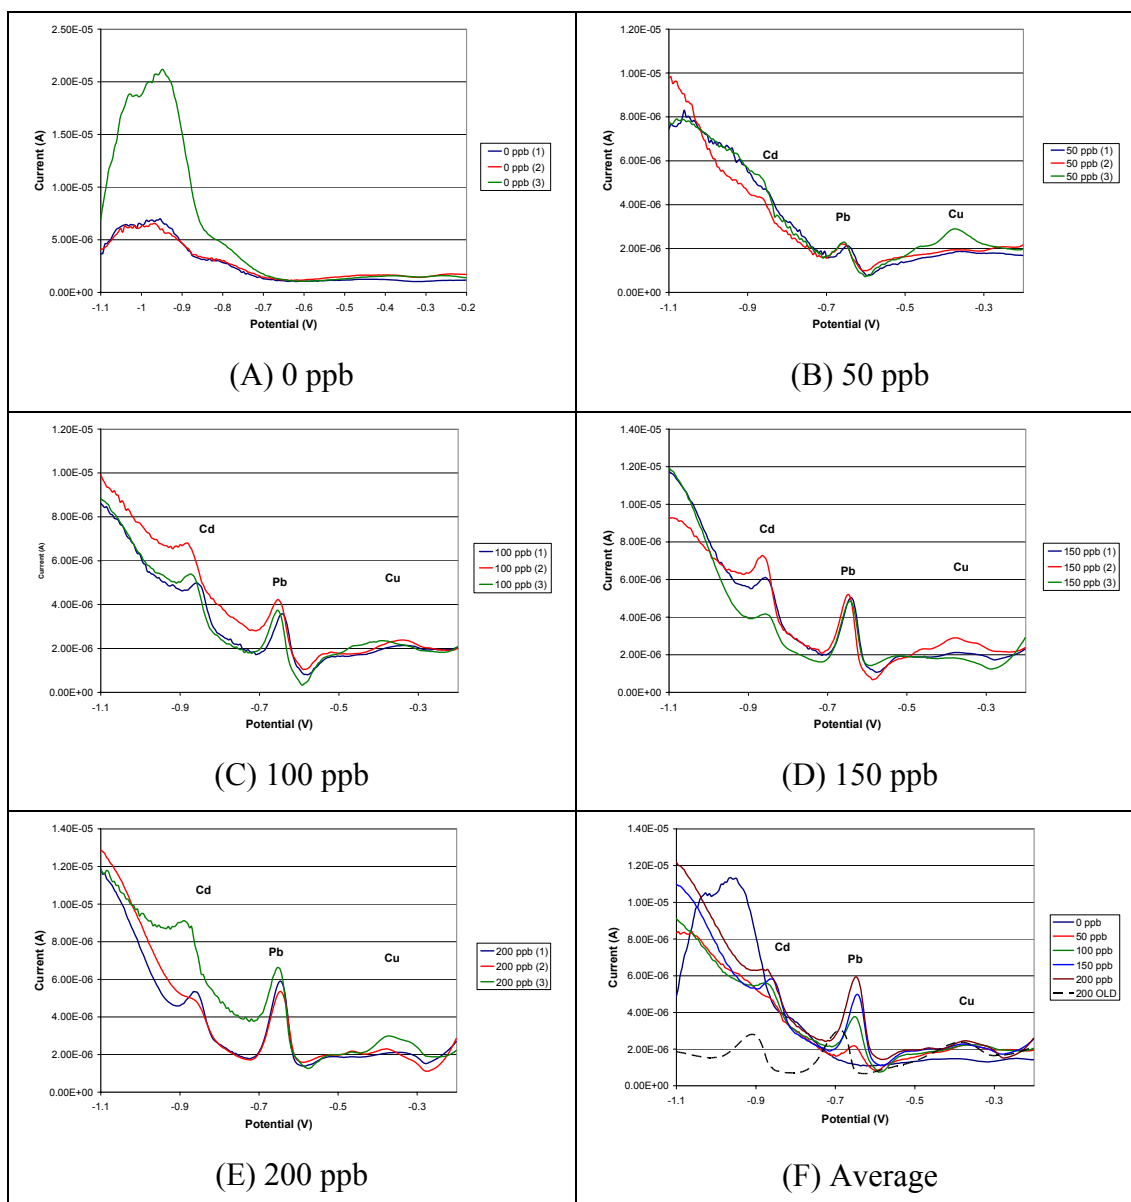 2.50E-05
2.00E-05
1.50E-05
1.00E-05
5.00E-06
0.00E+00
-1.1 -1 -0.9 -0.8 -0.7 -0.6 -0.5 -0.4 -0.3 -0.2
Current (A)
Potential (V)
0 ppb (1)
0 ppb (2)
0 ppb (3)
(A) 0 ppb
1.20E-05
1.00E-05
8.00E-06
6.00E-06
4.00E-06
2.00E-06
0.00E+00
-1.1 -0.9 -0.7 -0.5 -0.3
Current (A)
Potential (V)
Cd
Pb
Cu
50 ppb (1)
50 ppb (2)
50 ppb (3)
(B) 50 ppb
1.20E-05
1.00E-05
8.00E-06
6.00E-06
4.00E-06
2.00E-06
0.00E+00
-1.1 -0.9 -0.7 -0.5 -0.3
Current (A)
Potential (V)
Cd
Pb
Cu
100 ppb (1)
100 ppb (2)
100 ppb (3)
(C) 100 ppb
1.40E-05
1.20E-05
1.00E-05
8.00E-06
6.00E-06
4.00E-06
2.00E-06
0.00E+00
-1.1 -0.9 -0.7 -0.5 -0.3
Current (A)
Potential (V)
Cd
Pb
Cu
150 ppb (1)
150 ppb (2)
150 ppb (3)
(D) 150 ppb
1.40E-05
1.20E-05
1.00E-05
8.00E-06
6.00E-06
4.00E-06
2.00E-06
0.00E+00
-1.1 -0.9 -0.7 -0.5 -0.3
Current (A)
Potential (V)
Cd
Pb
Cu
200 ppb (1)
200 ppb (2)
200 ppb (3)
(E) 200 ppb
1.40E-05
1.20E-05
1.00E-05
8.00E-06
6.00E-06
4.00E-06
2.00E-06
0.00E+00
-1.1 -0.9 -0.7 -0.5 -0.3
Current (A)
Potential (V)
Cd
Pb
Cu
0 ppb
50 ppb
100 ppb
150 ppb
200 ppb
200 OLD
(F) Average